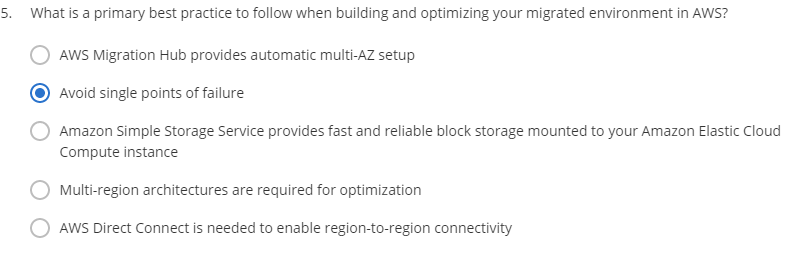 5. What is a primary best practice to follow when building and optimizing your migrated environment in AWS?
AWS Migration Hub provides automatic multi-AZ setup
Avoid single points of failure
Amazon Simple Storage Service provides fast and reliable block storage mounted to your Amazon Elastic Cloud
Compute instance
Multi-region architectures are required for optimization
AWS Direct Connect is needed to enable region-to-region connectivity